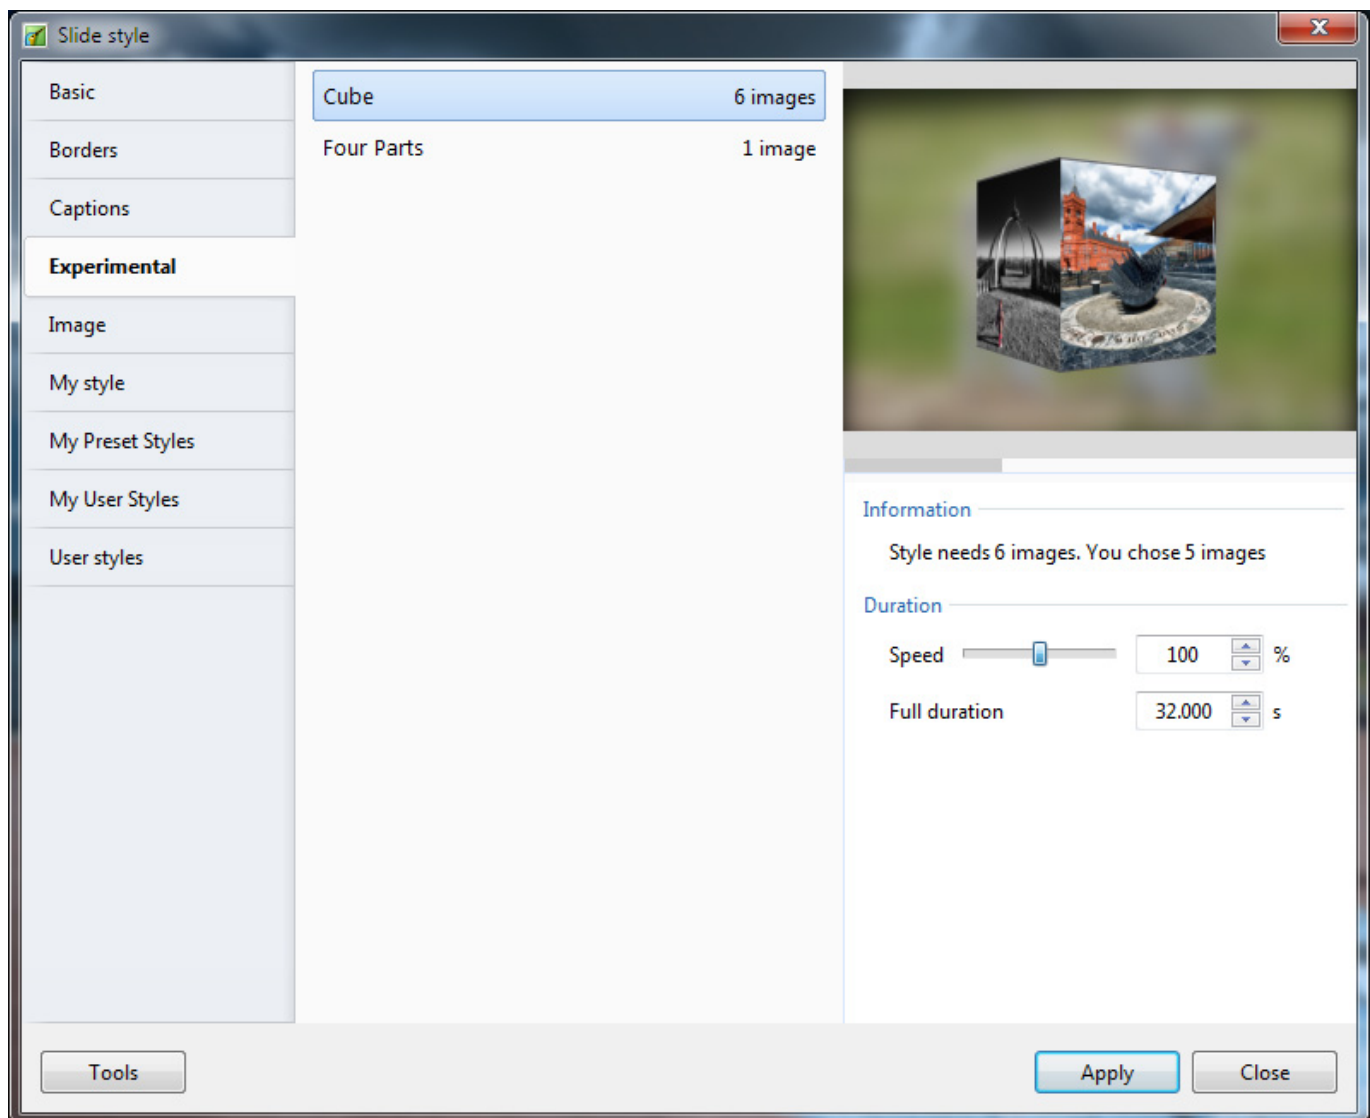 Slide style
Basic
Borders
Captions
Experimental
Image
My style
My Preset Styles
My User Styles
User styles
Cube 6 images
Four Parts 1 image
Information
Style needs 6 images. You chose 5 images
Duration
Speed 100 %
Full duration 32.000 s
Tools
Apply
Close